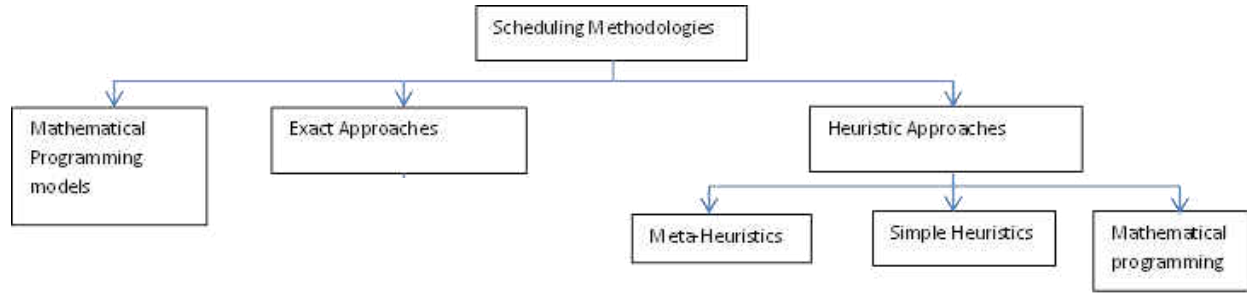 Scheduling Methodologies
Mathematical
Programming
models
Exact Approaches
Heuristic Approaches
Meta-Heuristics
Simple Heuristics
Mathematical
programming